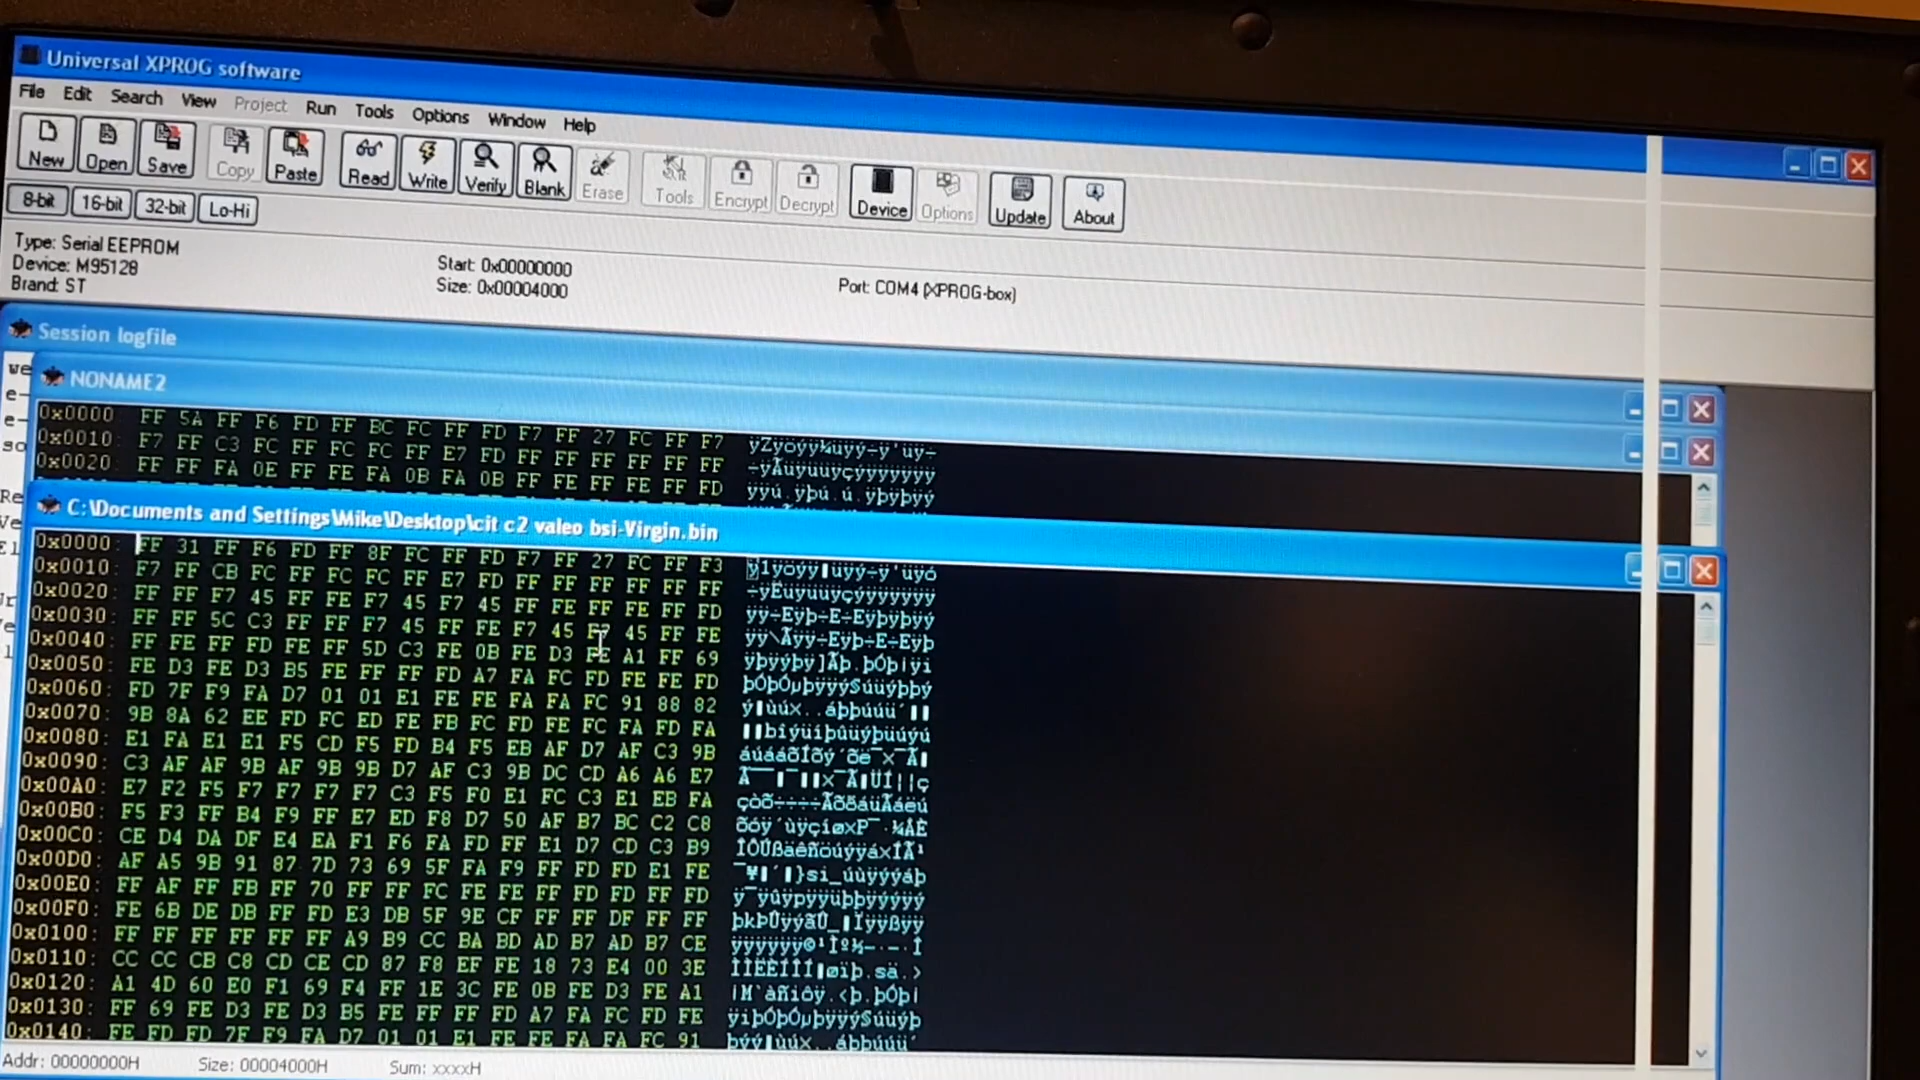 Universal XPROG software
File Edit Search View Project Run Tools Options Window Help
New Open Save Copy Paste Read Write Verify Blank Erase Tools Encrypt Decrypt Device Options Update About
8-bit 16-bit 32-bit Lo-Hi
Type: Serial EEPROM
Device: M95128
Brand: ST
Start: 0x00000000
Size: 0x00004000
Port: COM4 (XPROG-box)
Session logfile
NONAME2
0x0000: FF 5A FF F6 FD FF BC FC FF FD F7 FF 27 FC FF F7
0x0010: F7 FF C3 FC FF FC FC FF E7 FD FF FF FF FF FF FF
0x0020: FF FF FA 0E FF FE FA 0B FA 0B FF FE FF FE FF FD
C:\Documents and Settings\Mike\Desktop\cit c2 valeo bsi-Virgin.bin
0x0000: FF 31 FF F6 FD FF 8F FC FF FD F7 FF 27 FC FF F3
0x0010: F7 FF CB FC FF FC FC FF E7 FD FF FF FF FF FF FF
0x0020: FF FF F7 45 FF FE F7 45 F7 45 FF FE FF FE FF FD
0x0030: FF FF 5C C3 FF FF F7 45 FF FE F7 45 F7 45 FF FE
0x0040: FF FE FF FD FE FF 5D C3 FE 0B FE D3 FE A1 FF 69
0x0050: FE D3 FE D3 B5 FE FF FF FD A7 FA FC FD FE FE FD
0x0060: FD 7F F9 FA D7 01 01 E1 FE FE FA FA FC 91 88 82
0x0070: 9B 8A 62 EE FD FC ED FE FB FC FD FE FC FA FD FA
0x0080: E1 FA E1 E1 F5 CD F5 FD B4 F5 EB AF D7 AF C3 9B
0x0090: C3 AF AF 9B AF 9B 9B D7 AF C3 9B DC CD A6 A6 E7
0x00A0: E7 F2 F5 F7 F7 F7 F7 C3 F5 F0 E1 FC C3 E1 EB FA
0x00B0: F5 F3 FF B4 F9 FF E7 ED F8 D7 50 AF B7 BC C2 C8
0x00C0: CE D4 DA DF E4 EA F1 F6 FA FD FF E1 D7 CD C3 B9
0x00D0: AF A5 9B 91 87 7D 73 69 5F FA F9 FF FD FD E1 FE
0x00E0: FF AF FF FB FF 70 FF FF FC FE FE FF FD FD FF FD
0x00F0: FE 6B DE DB FF FD E3 DB 5F 9E CF FF FF DF FF FF
0x0100: FF FF FF FF FF FF A9 B9 CC BA BD AD B7 AD B7 CE
0x0110: CC CC CB C8 CD CE CD 87 F8 EF FE 18 73 E4 00 3E
0x0120: A1 4D 60 E0 F1 69 F4 FF 1E 3C FE 0B FE D3 FE A1
0x0130: FF 69 FE D3 FE D3 B5 FE FF FF FD A7 FA FC FD FE
0x0140: FE FD FD 7F F9 FA D7 01 01 E1 FE FE FA FA FC 91
Addr: 00000000H Size: 00004000H Sum: xxxxH